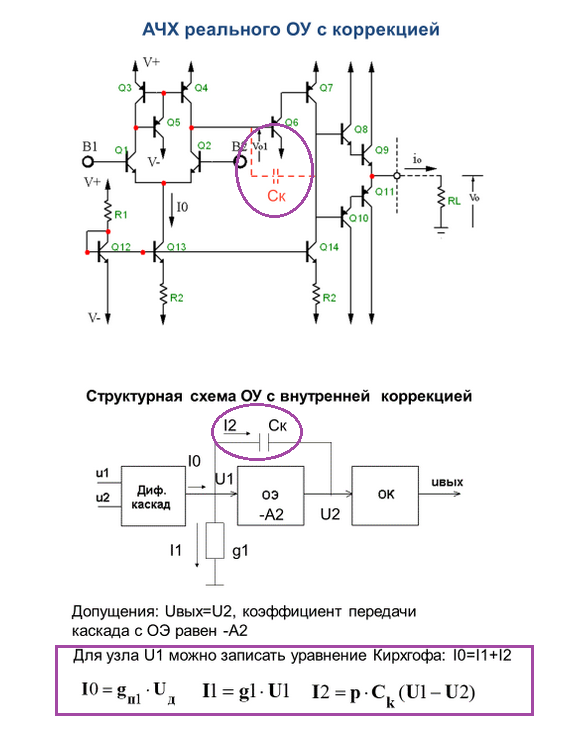 АЧХ реального ОУ с коррекцией
V+
Q3
Q4
Q7
Q5
Q6
Q8
B1
Q1
V-
Q2
B2
Vo1
Q9
io
V+
Ск
Q11
R1
I0
RL
Vo
Q10
Q12
Q13
Q14
V-
R2
R2
Структурная схема ОУ с внутренней коррекцией
I2
Ск
I0
u1
U1
uвых
u2
Диф.
каскад
ОЭ
-A2
U2
ОК
I1
g1
Допущения: Uвых=U2, коэффициент передачи
каскада с ОЭ равен -А2
Для узла U1 можно записать уравнение Кирхгофа: I0=I1+I2
I0 = gп1 · Uд I1 = g1 · U1 I2 = p · Ck (U1 – U2)